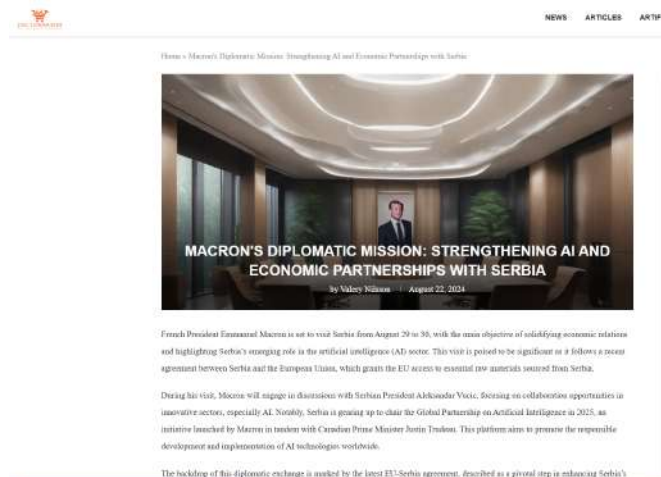 NEWS ARTICLES
Home » Macron's Diplomatic Mission: Strengthening AI and Economic Partnerships with Serbia
MACRON'S DIPLOMATIC MISSION: STRENGTHENING AI AND
ECONOMIC PARTNERSHIPS WITH SERBIA
by Valery Nilsson | August 22, 2024
French President Emmanuel Macron is set to visit Serbia from August 29 to 30, with the main objective of solidifying economic relations
and highlighting Serbia's emerging role in the artificial intelligence (AI) sector. This visit is poised to be significant as it follows a recent
agreement between Serbia and the European Union, which grants the EU access to essential raw materials sourced from Serbia.
During his visit, Macron will engage in discussions with Serbian President Aleksandar Vucic, focusing on collaboration opportunities in
innovative sectors, especially AI. Notably, Serbia is gearing up to chair the Global Partnership on Artificial Intelligence in 2025, an
initiative launched by Macron in tandem with Canadian Prime Minister Justin Trudeau. This platform aims to promote the responsible
development and implementation of AI technologies worldwide.
The backdrop of this diplomatic exchange is marked by the latest EU-Serbia agreement, described as a pivotal step in enhancing Serbia's